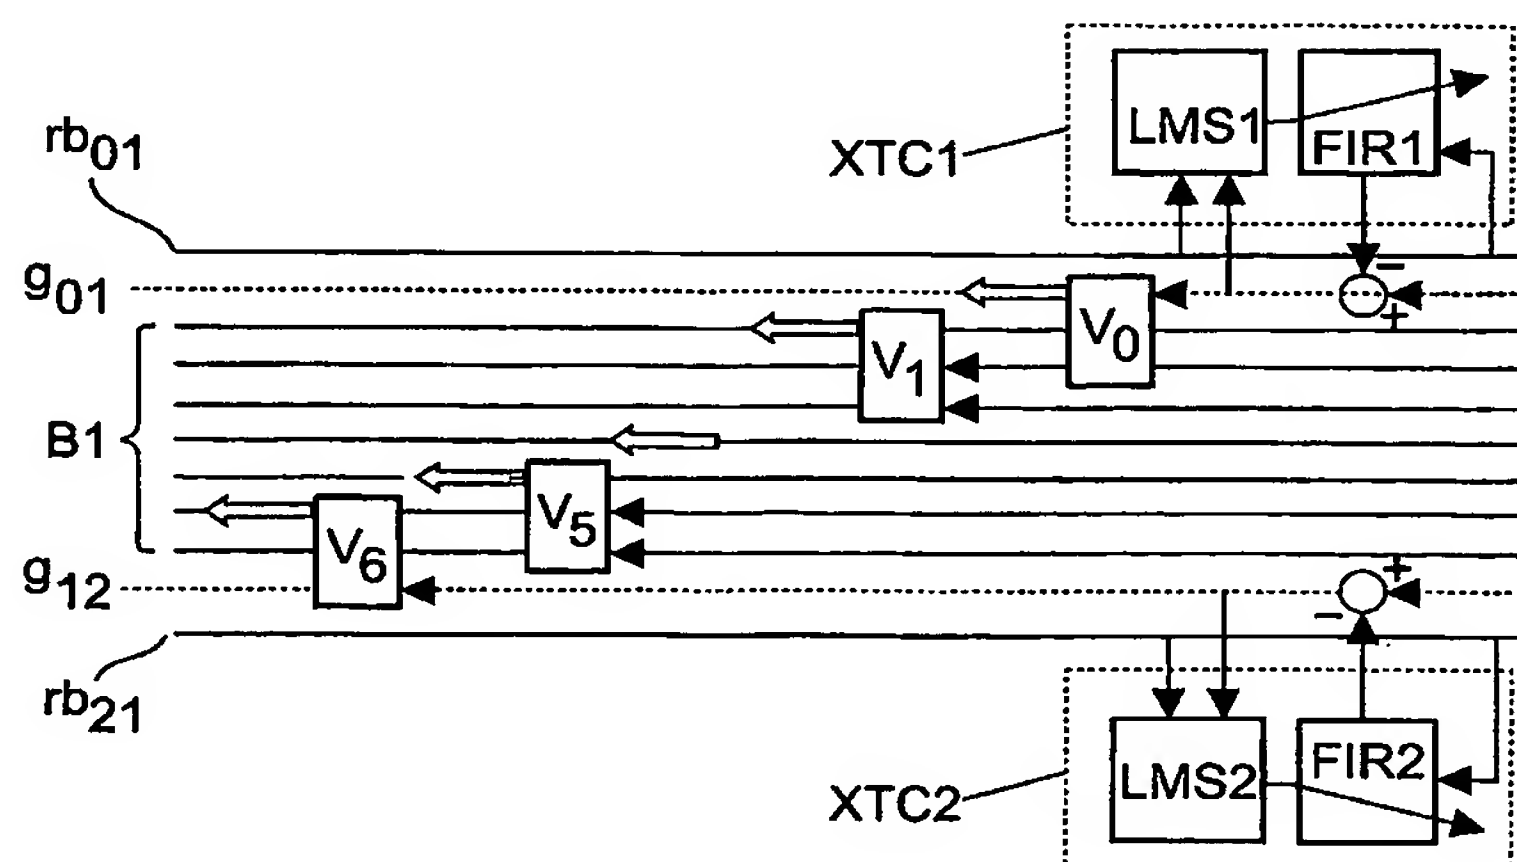 LMS1
FIR1
XTC1
rb01
g01
−
+
V0
V1
B1
V5
V6
g12
+
−
rb21
LMS2
FIR2
XTC2